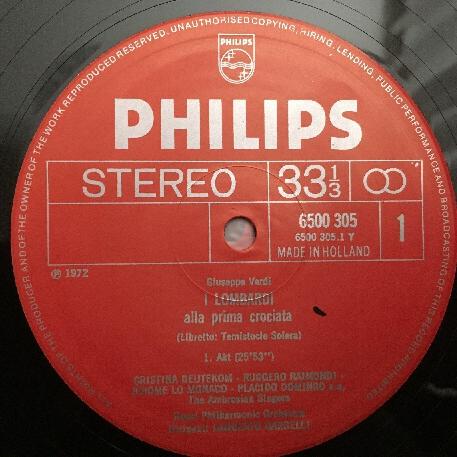 ALL RIGHTS OF THE PRODUCER AND OF THE OWNER OF THE WORK REPRODUCED RESERVED. UNAUTHORISED COPYING, HIRING, LENDING, PUBLIC PERFORMANCE AND BROADCASTING OF THIS RECORD PROHIBITED
PHILIPS
PHILIPS
STEREO 33 1/3
6500 305
6500 305.1 Y
MADE IN HOLLAND
1
℗ 1972
Giuseppe Verdi
I LOMBARDI
alla prima crociata
(Libretto: Temistocle Solera)
1. Akt (25'53'')
CRISTINA DEUTEKOM - RUGGERO RAIMONDI -
JEROME LO MONACO - PLACIDO DOMINGO u.a.
The Ambrosian Singers
Royal Philharmonic Orchestra
Dirigent: LAMBERTO GARDELLI